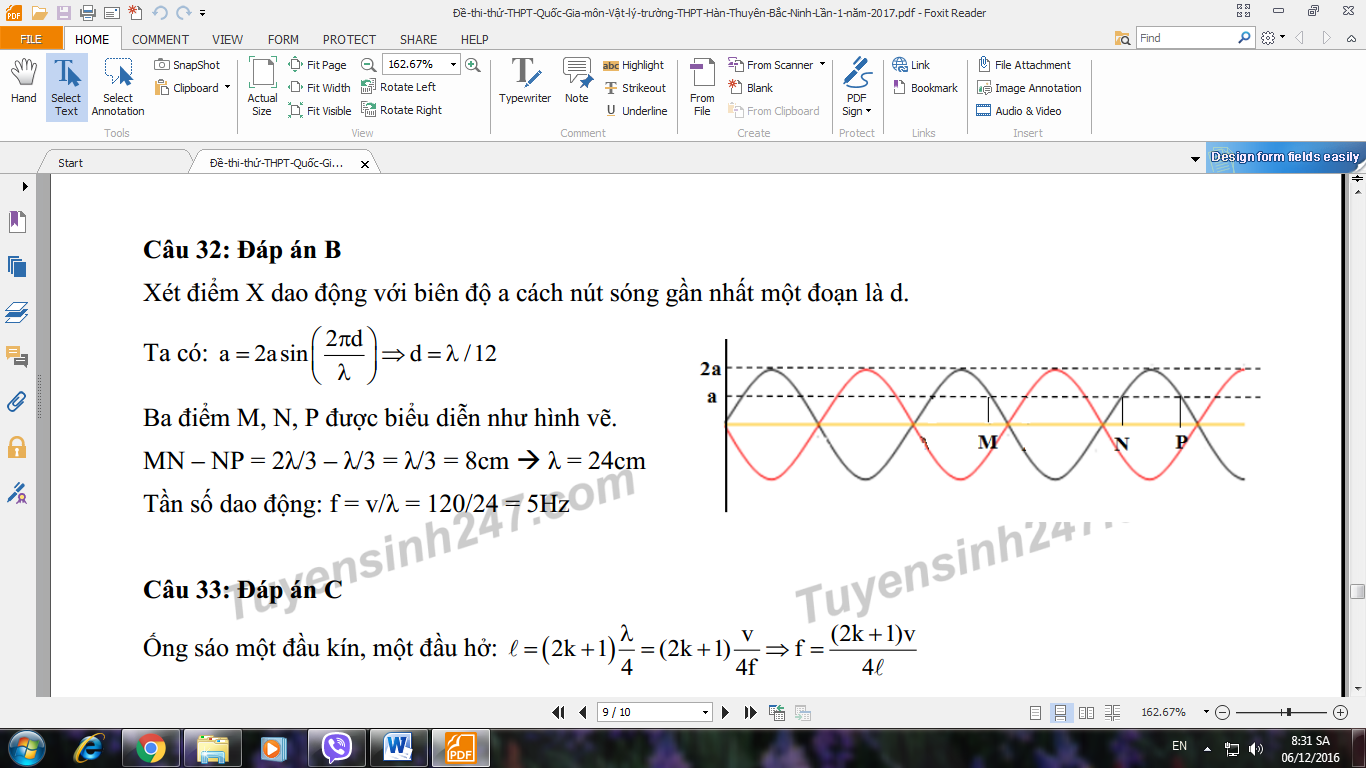 Đề-thi-thử-THPT-Quốc-Gia-môn-Vật-lý-trường-THPT-Hàn-Thuyên-Bắc-Ninh-Lần-1-năm-2017.pdf - Foxit Reader
FILE HOME COMMENT VIEW FORM PROTECT SHARE HELP Find
Hand Select Text Select Annotation SnapShot Clipboard Actual Size Fit Page Fit Width Fit Visible 162.67% Rotate Left Rotate Right Typewriter Note Highlight Strikeout Underline From File From Scanner Blank From Clipboard PDF Sign Link Bookmark File Attachment Image Annotation Audio & Video
Tools View Comment Create Protect Links Insert
Start Đề-thi-thử-THPT-Quốc-Gi... Design form fields easily
Câu 32: Đáp án B
Xét điểm X dao động với biên độ a cách nút sóng gần nhất một đoạn là d.
Ta có: a = 2a sin(2πd/λ) ⇒ d = λ / 12
Ba điểm M, N, P được biểu diễn như hình vẽ.
MN – NP = 2λ/3 – λ/3 = λ/3 = 8cm → λ = 24cm
Tần số dao động: f = v/λ = 120/24 = 5Hz
2a
a
M N P
Tuyensinh247.com
Tuyensinh247.
Câu 33: Đáp án C
Ống sáo một đầu kín, một đầu hở: ℓ = (2k + 1) λ/4 = (2k + 1) v/4f ⇒ f = (2k + 1)v/4ℓ
9 / 10 162.67%
PDF
EN 8:31 SA
06/12/2016